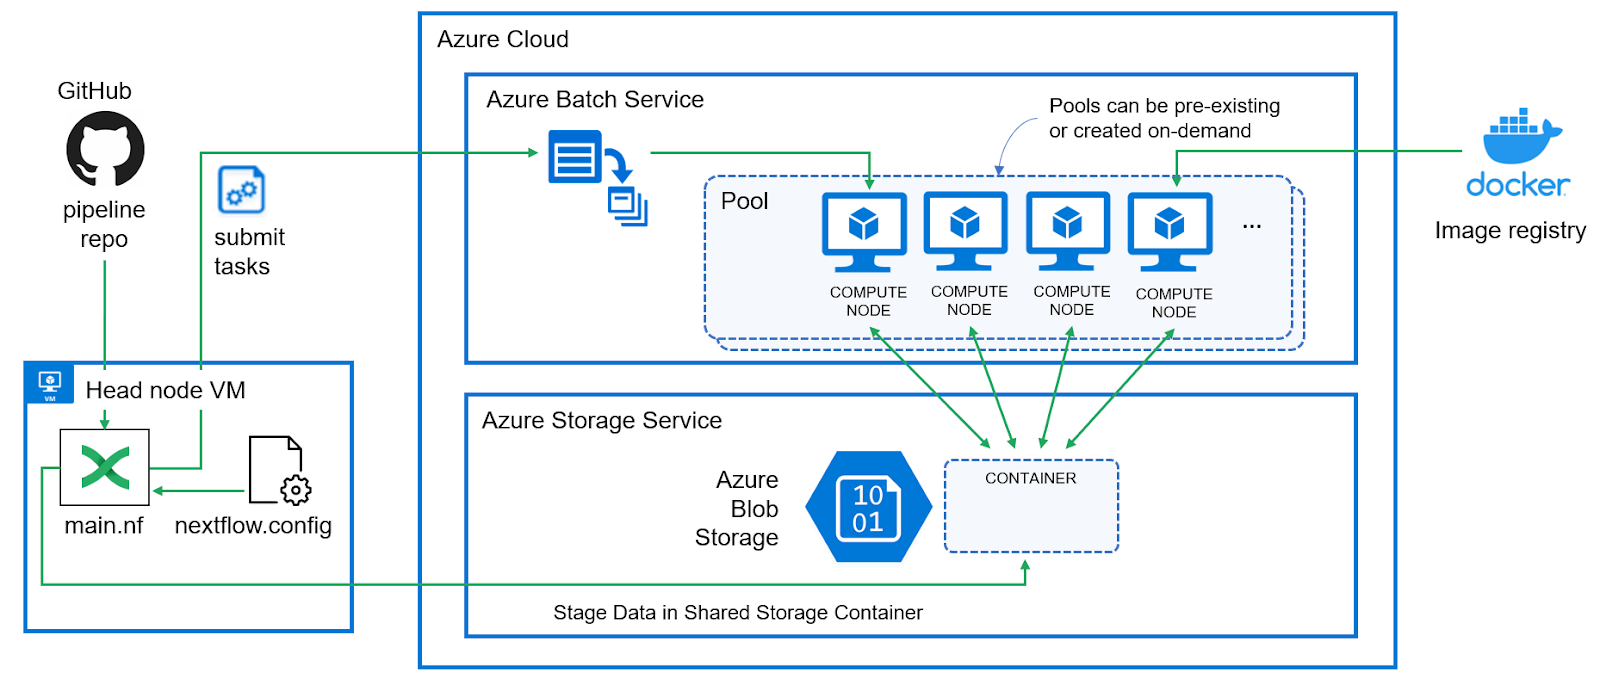 Azure Cloud
GitHub
pipeline
repo
submit
tasks
Azure Batch Service
Pools can be pre-existing
or created on-demand
Pool
...
COMPUTE
NODE
COMPUTE
NODE
COMPUTE
NODE
COMPUTE
NODE
docker
Image registry
VM
Head node VM
main.nf
nextflow.config
Azure Storage Service
Azure
Blob
Storage
10
01
CONTAINER
Stage Data in Shared Storage Container